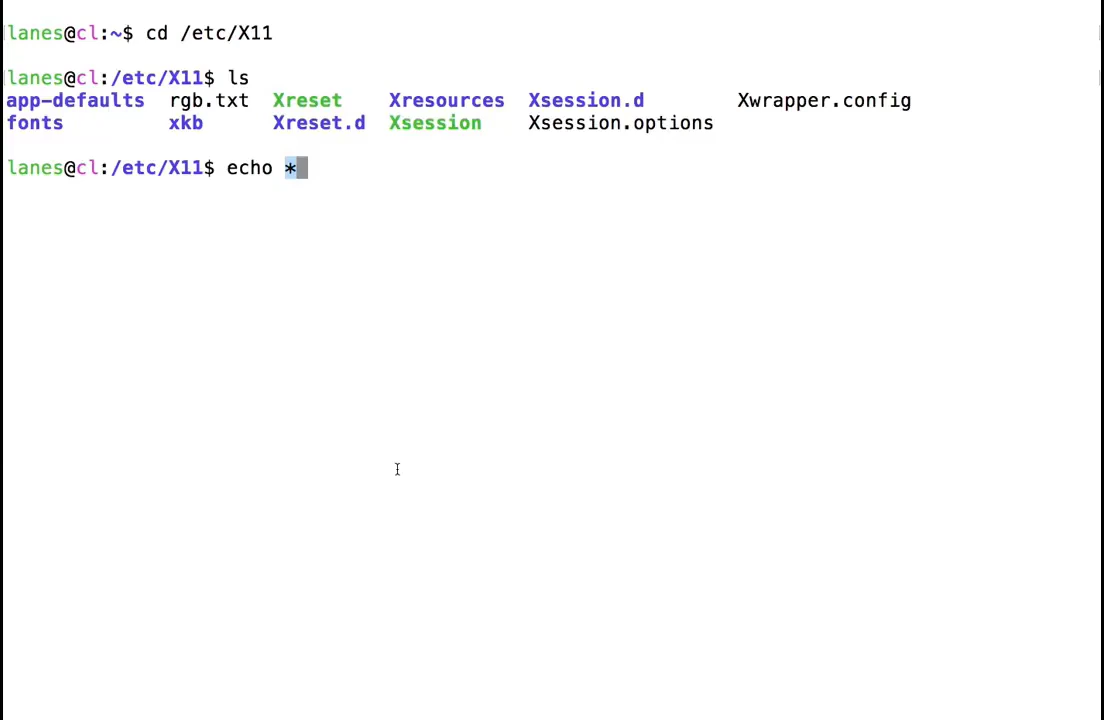 lanes@cl:~$ cd /etc/X11
lanes@cl:/etc/X11$ ls
app-defaults rgb.txt Xreset Xresources Xsession.d Xwrapper.config
fonts xkb Xreset.d Xsession Xsession.options
lanes@cl:/etc/X11$ echo *